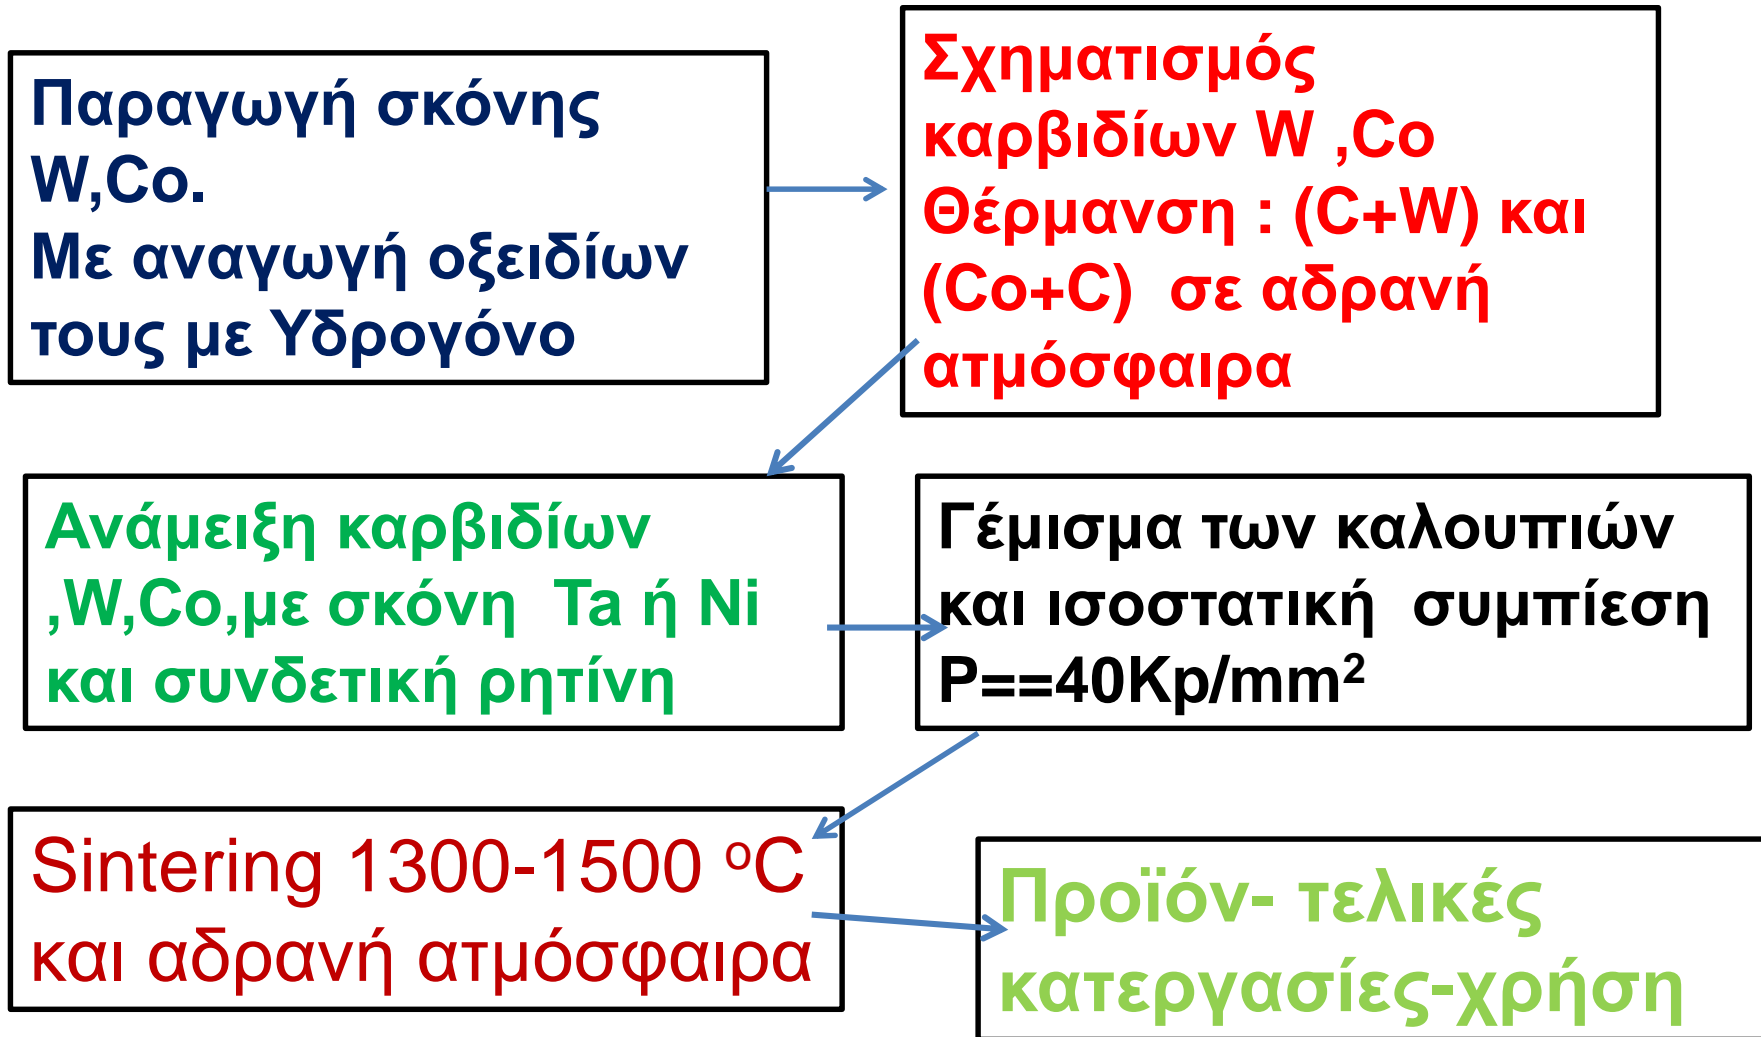 Παραγωγή σκόνης
W,Co.
Με αναγωγή οξειδίων
τους με Υδρογόνο
Σχηματισμός
καρβιδίων W ,Co
Θέρμανση : (C+W) και
(Co+C) σε αδρανή
ατμόσφαιρα
Ανάμειξη καρβιδίων
,W,Co,με σκόνη Ta ή Ni
και συνδετική ρητίνη
Γέμισμα των καλουπιών
και ισοστατική συμπίεση
P==40Kp/mm²
Sintering 1300-1500 ºC
και αδρανή ατμόσφαιρα
Προϊόν- τελικές
κατεργασίες-χρήση